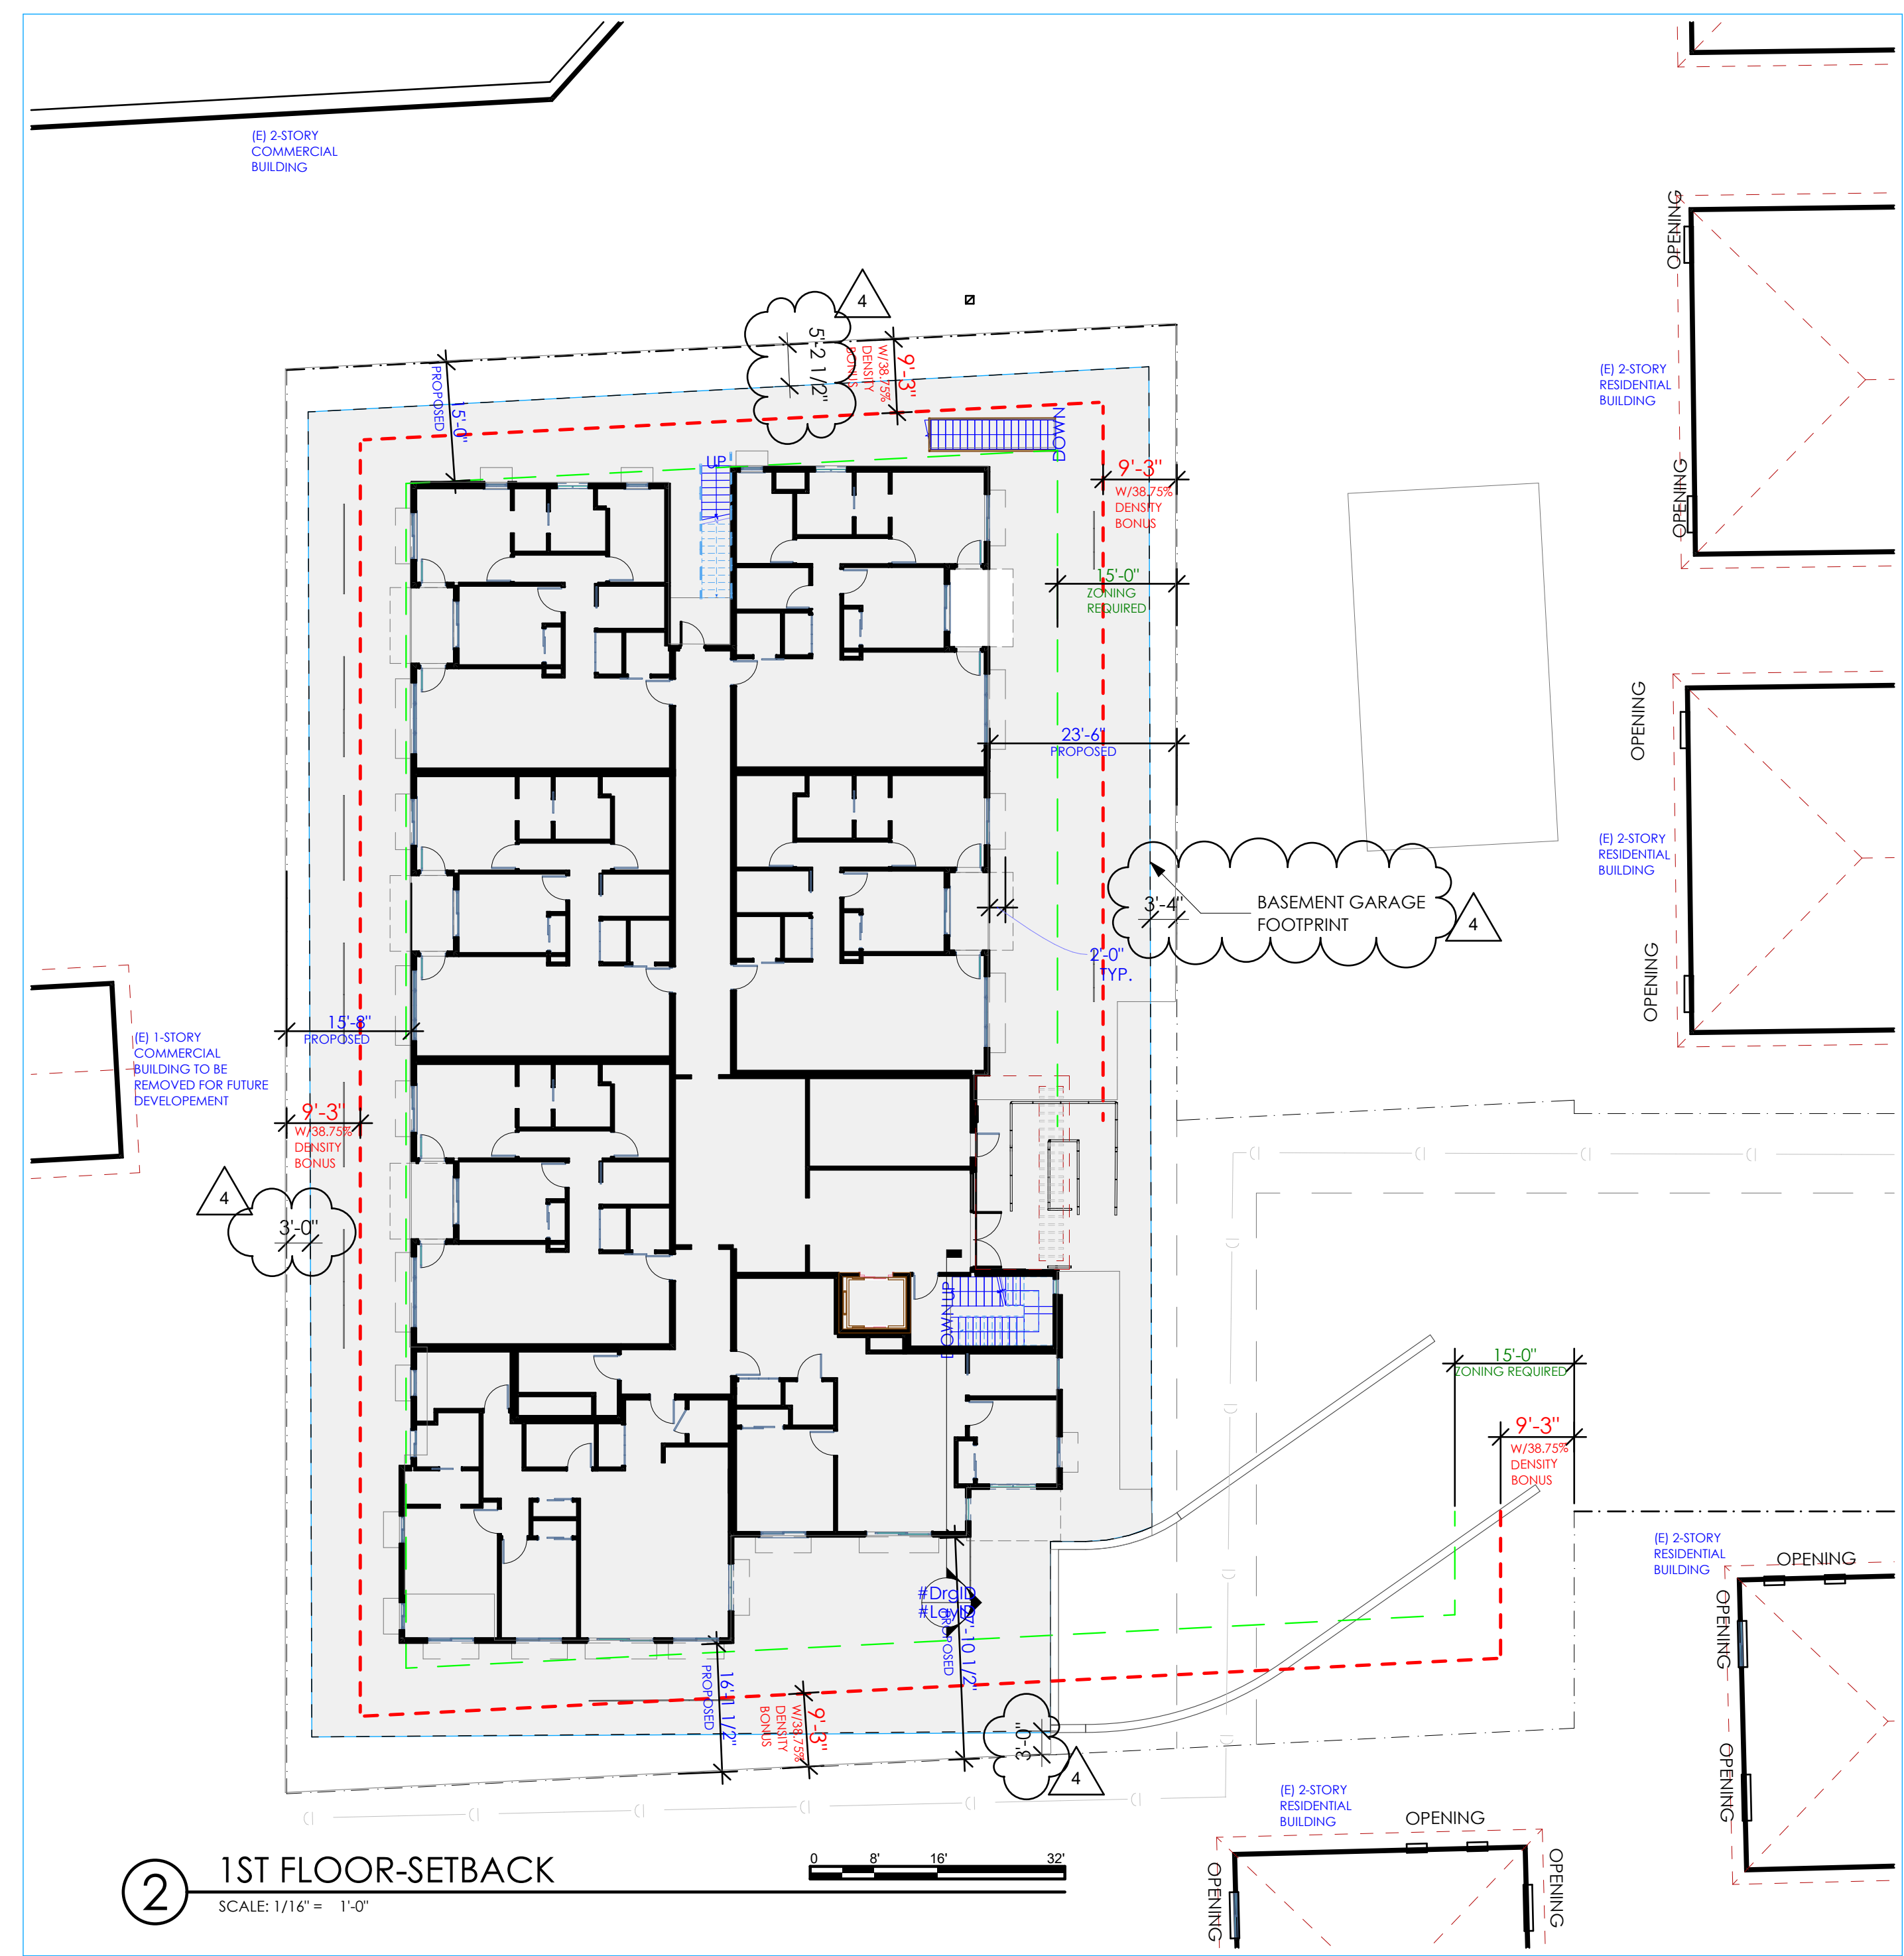 (E) 2-STORY
COMMERCIAL
BUILDING
OPENING
4
5'-2 1/2"
9'-3"
W/38.75%
DENSITY
BONUS
15'-0"
PROPOSED
(E) 2-STORY
RESIDENTIAL
BUILDING
UP
DOWN
9'-3"
W/38.75%
DENSITY
BONUS
OPENING
15'-0"
ZONING
REQUIRED
OPENING
23'-6"
PROPOSED
(E) 2-STORY
RESIDENTIAL
BUILDING
3'-4"
BASEMENT GARAGE
FOOTPRINT
4
2'-0"
TYP.
OPENING
15'-8"
PROPOSED
(E) 1-STORY
COMMERCIAL
BUILDING TO BE
REMOVED FOR FUTURE
DEVELOPEMENT
9'-3"
W/38.75%
DENSITY
BONUS
4
3'-0"
DOWN
UP
15'-0"
ZONING REQUIRED
9'-3"
W/38.75%
DENSITY
BONUS
(E) 2-STORY
RESIDENTIAL
BUILDING
OPENING
OPENING
OPENING
#DrgID
#LayID
PROPOSED
16'-1 1/2"
PROPOSED
9'-3"
W/38.75%
DENSITY
BONUS
3'-0"
4
(E) 2-STORY
RESIDENTIAL
BUILDING
OPENING
OPENING
OPENING
2
1ST FLOOR-SETBACK
SCALE: 1/16" = 1'-0"
0 8' 16' 32'